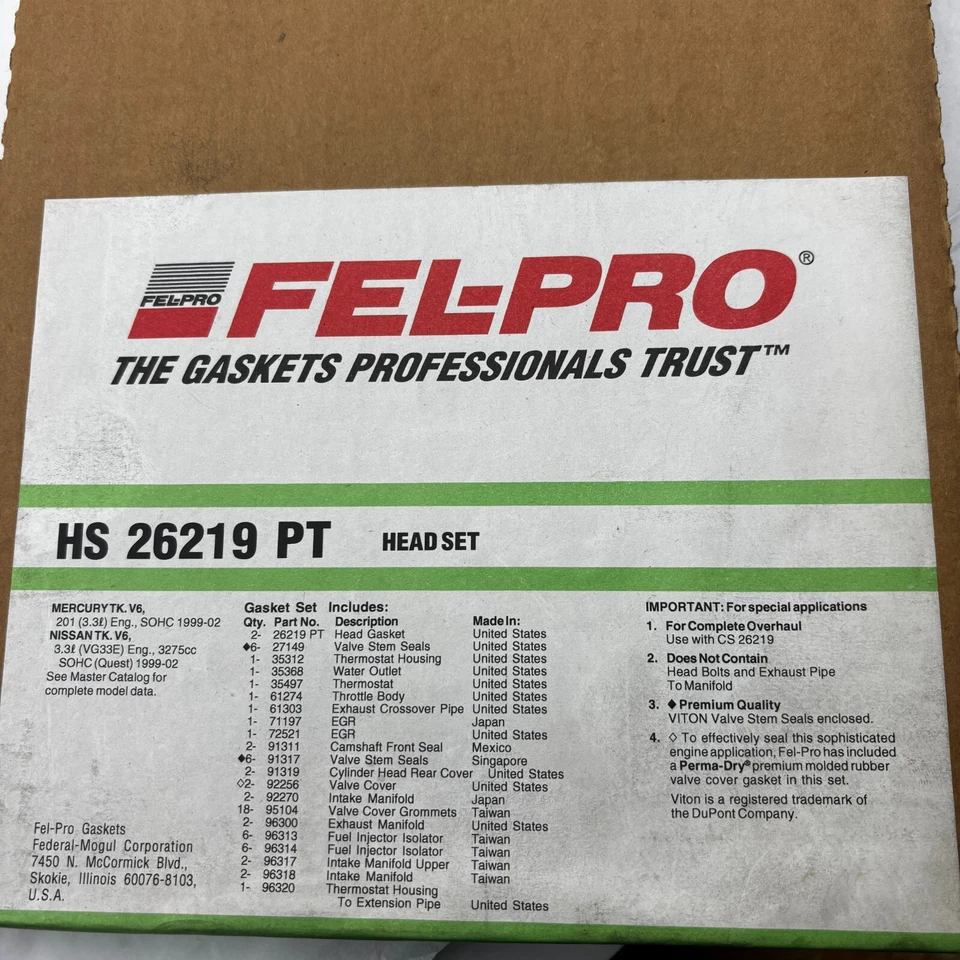 FEL-PRO
FEL-PRO®
THE GASKETS PROFESSIONALS TRUST™
HS 26219 PT HEAD SET
MERCURY TK. V6,
201 (3.3ℓ) Eng., SOHC 1999-02
NISSAN TK. V6,
3.3ℓ (VG33E) Eng., 3275cc
SOHC (Quest) 1999-02
See Master Catalog for
complete model data.
Gasket Set Includes:
Qty. Part No. Description Made In:
2- 26219 PT Head Gasket United States
◆6- 27149 Valve Stem Seals United States
1- 35312 Thermostat Housing United States
1- 35368 Water Outlet United States
1- 35497 Thermostat United States
1- 61274 Throttle Body United States
1- 61303 Exhaust Crossover Pipe United States
1- 71197 EGR Japan
1- 72521 EGR United States
2- 91311 Camshaft Front Seal Mexico
◆6- 91317 Valve Stem Seals Singapore
2- 91319 Cylinder Head Rear Cover United States
◇2- 92256 Valve Cover United States
2- 92270 Intake Manifold Japan
18- 95104 Valve Cover Grommets Taiwan
2- 96300 Exhaust Manifold United States
6- 96313 Fuel Injector Isolator Taiwan
6- 96314 Fuel Injector Isolator Taiwan
2- 96317 Intake Manifold Upper Taiwan
2- 96318 Intake Manifold Taiwan
1- 96320 Thermostat Housing
To Extension Pipe United States
IMPORTANT: For special applications
1. For Complete Overhaul
Use with CS 26219
2. Does Not Contain
Head Bolts and Exhaust Pipe
To Manifold
3. ◆ Premium Quality
VITON Valve Stem Seals enclosed.
4. ◇ To effectively seal this sophisticated
engine application, Fel-Pro has included
a Perma-Dry® premium molded rubber
valve cover gasket in this set.
Viton is a registered trademark of
the DuPont Company.
Fel-Pro Gaskets
Federal-Mogul Corporation
7450 N. McCormick Blvd.,
Skokie, Illinois 60076-8103,
U.S.A.